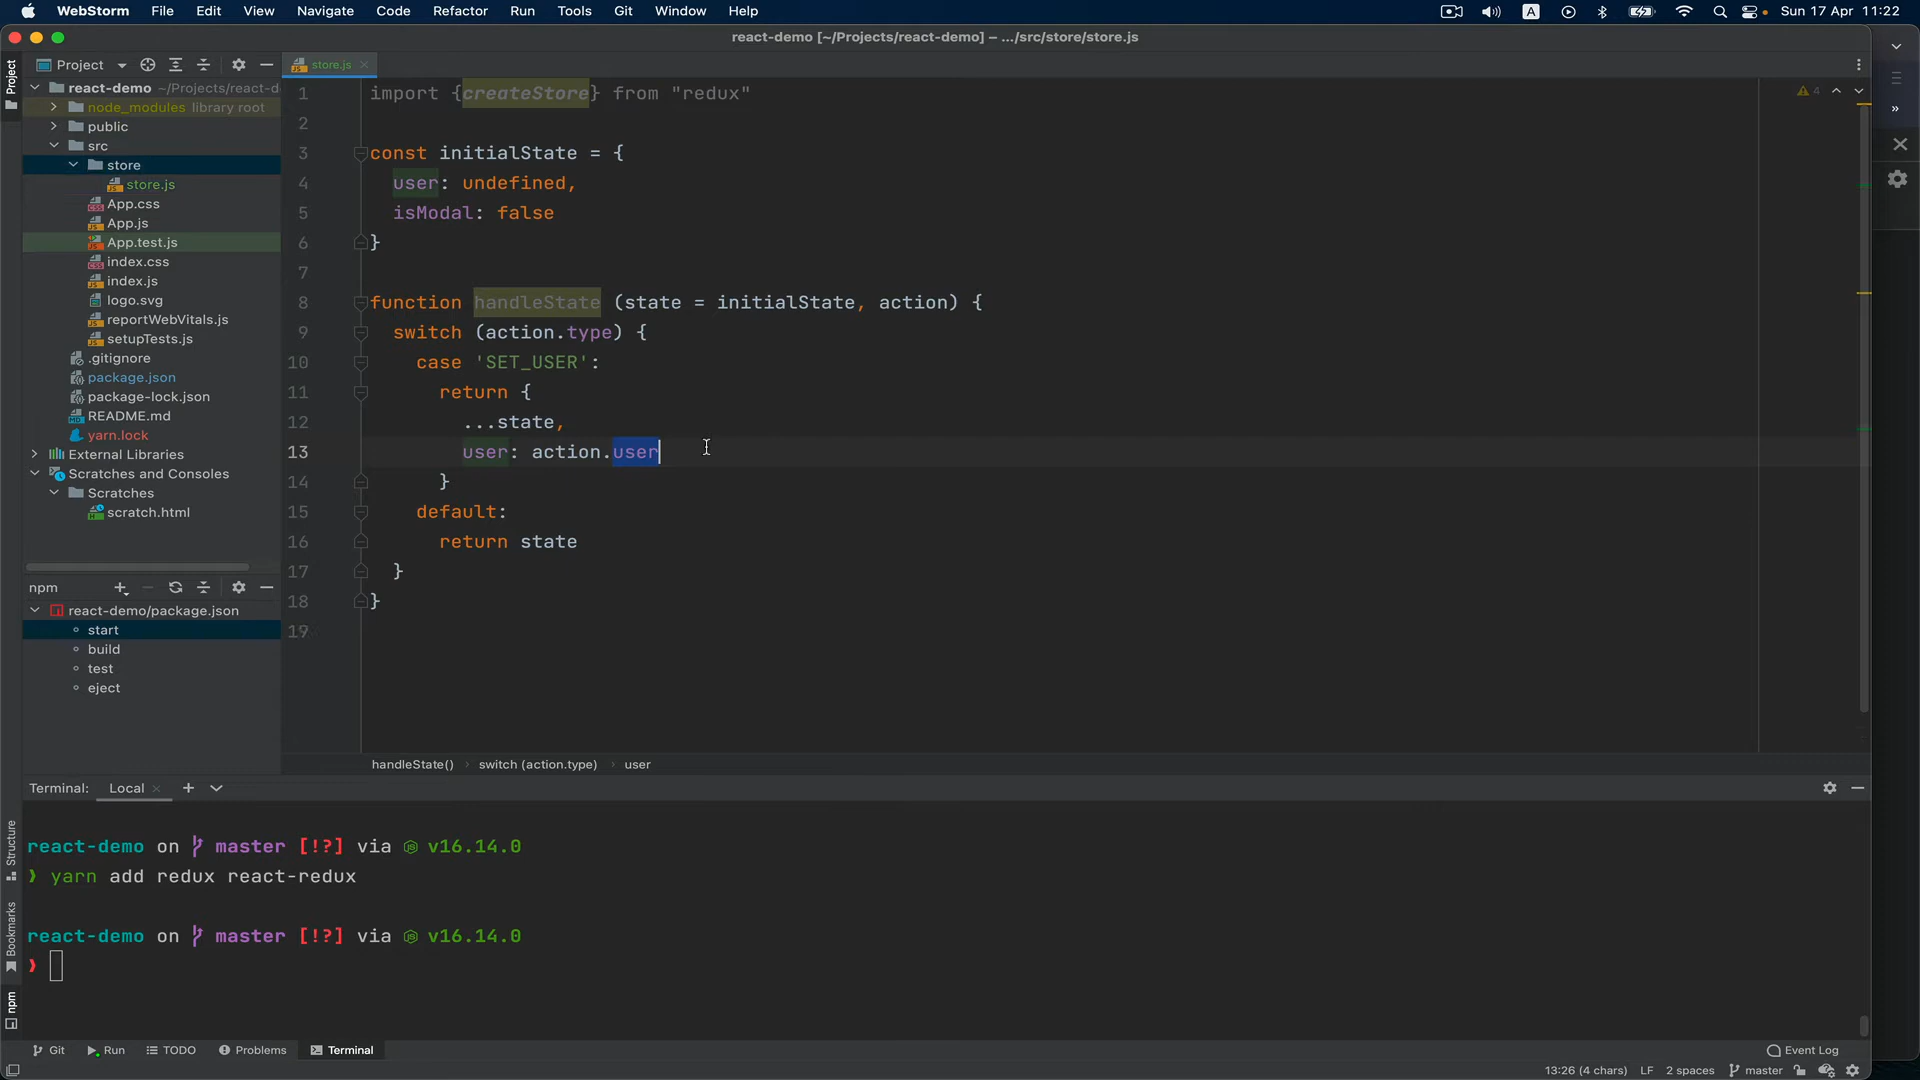 WebStorm File Edit View Navigate Code Refactor Run Tools Git Window Help A Sun 17 Apr 11:22
react-demo [~/Projects/react-demo] – .../src/store/store.js
Project
Project
react-demo ~/Projects/react-d
node_modules library root
public
src
store
store.js
App.css
App.js
App.test.js
index.css
index.js
logo.svg
reportWebVitals.js
setupTests.js
.gitignore
package.json
package-lock.json
README.md
yarn.lock
External Libraries
Scratches and Consoles
Scratches
scratch.html
npm
react-demo/package.json
start
build
test
eject
store.js
4
1 import {createStore} from "redux"
2
3 const initialState = {
4 user: undefined,
5 isModal: false
6 }
7
8 function handleState (state = initialState, action) {
9 switch (action.type) {
10 case 'SET_USER':
11 return {
12 ...state,
13 user: action.user
14 }
15 default:
16 return state
17 }
18 }
19
handleState() › switch (action.type) › user
Terminal: Local
react-demo on master [!?] via v16.14.0
❯ yarn add redux react-redux
react-demo on master [!?] via v16.14.0
❯
Structure
Bookmarks
npm
Git Run TODO Problems Terminal Event Log
13:26 (4 chars) LF 2 spaces master